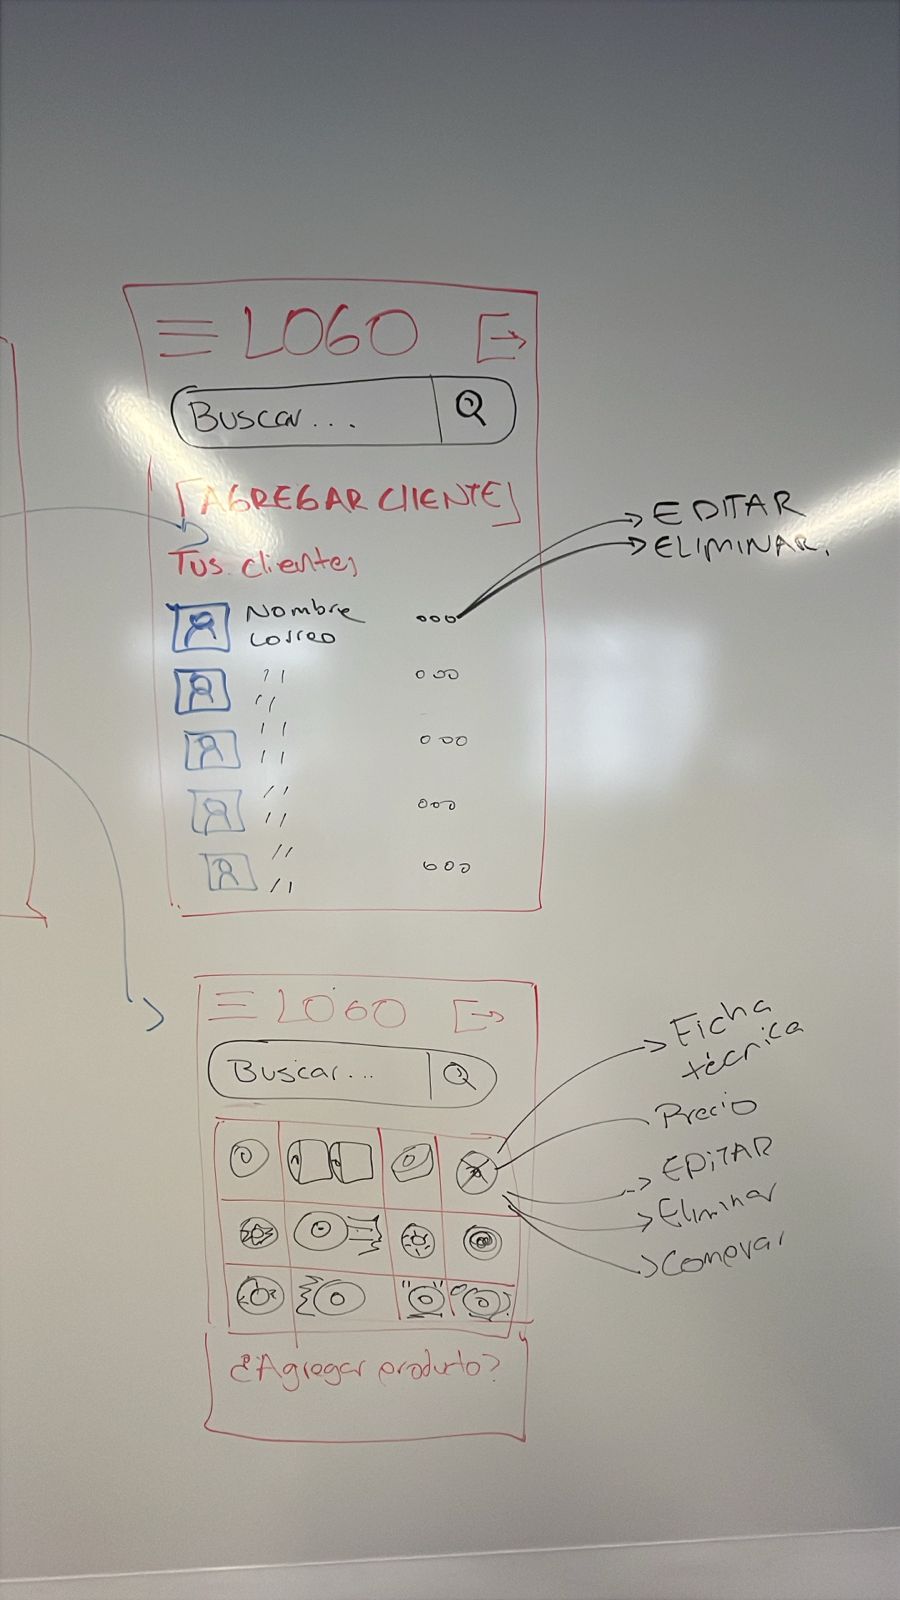 LOGO
Buscar...
[AGREGAR CLIENTE]
Tus clientes
Nombre
correo
" 
"
"
"
"
"
"
"
EDITAR
ELIMINAR.
LOGO
Buscar...
¿Agregar producto?
Ficha
técnica
Precio
EDITAR
Eliminar
Comprar